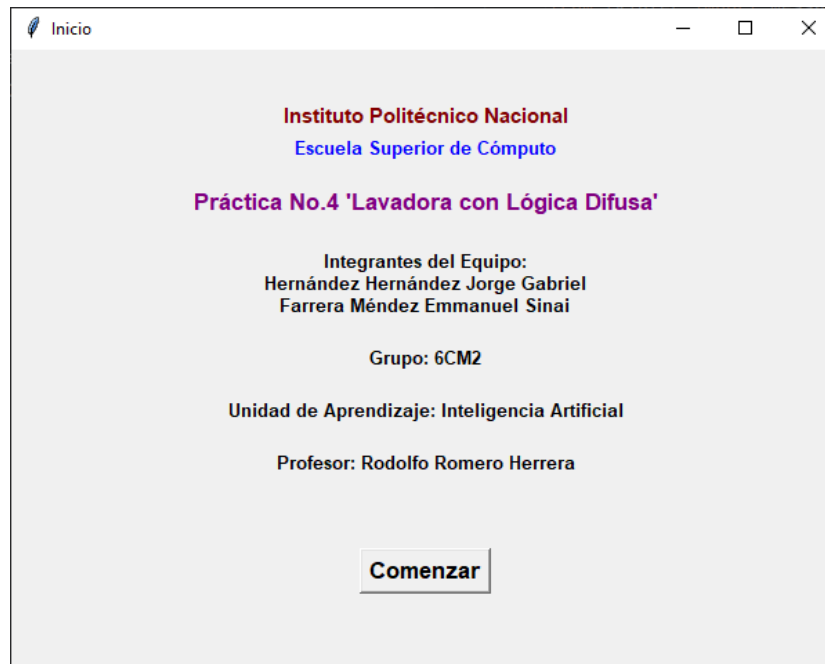 Inicio
Instituto Politécnico Nacional
Escuela Superior de Cómputo
Práctica No.4 'Lavadora con Lógica Difusa'
Integrantes del Equipo:
Hernández Hernández Jorge Gabriel
Farrera Méndez Emmanuel Sinai
Grupo: 6CM2
Unidad de Aprendizaje: Inteligencia Artificial
Profesor: Rodolfo Romero Herrera
Comenzar